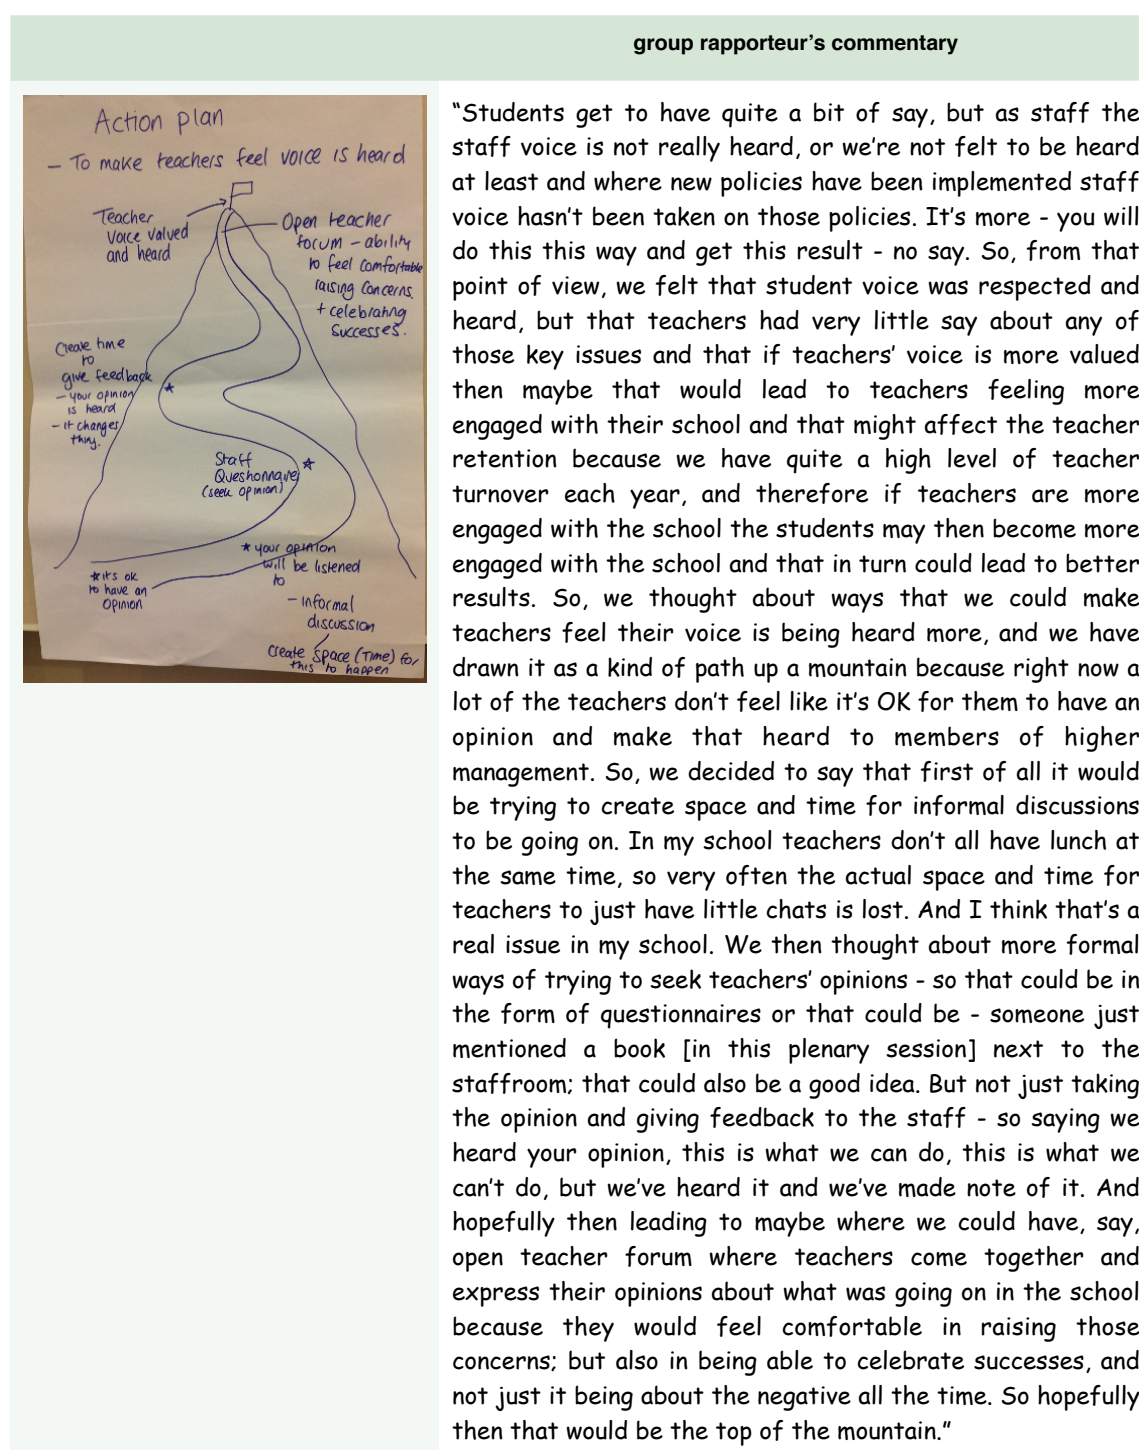 group rapporteur's commentary
Action plan
– To make teachers feel voice is heard
Teacher
voice valued
and heard
Open teacher
forum – ability
to feel comfortable
raising concerns.
+ celebrating
successes.
Create time
to
give feedback
– your opinion
is heard
– it changes
thing.
Staff
Questionnaire
(seek opinion)
* your opinion
will be listened
to
– informal
discussion
Create space (Time) for
this to happen
* it's ok
to have an
opinion
"Students get to have quite a bit of say, but as staff the
staff voice is not really heard, or we're not felt to be heard
at least and where new policies have been implemented staff
voice hasn't been taken on those policies. It's more - you will
do this this way and get this result - no say. So, from that
point of view, we felt that student voice was respected and
heard, but that teachers had very little say about any of
those key issues and that if teachers' voice is more valued
then maybe that would lead to teachers feeling more
engaged with their school and that might affect the teacher
retention because we have quite a high level of teacher
turnover each year, and therefore if teachers are more
engaged with the school the students may then become more
engaged with the school and that in turn could lead to better
results. So, we thought about ways that we could make
teachers feel their voice is being heard more, and we have
drawn it as a kind of path up a mountain because right now a
lot of the teachers don't feel like it's OK for them to have an
opinion and make that heard to members of higher
management. So, we decided to say that first of all it would
be trying to create space and time for informal discussions
to be going on. In my school teachers don't all have lunch at
the same time, so very often the actual space and time for
teachers to just have little chats is lost. And I think that's a
real issue in my school. We then thought about more formal
ways of trying to seek teachers' opinions - so that could be in
the form of questionnaires or that could be - someone just
mentioned a book [in this plenary session] next to the
staffroom; that could also be a good idea. But not just taking
the opinion and giving feedback to the staff - so saying we
heard your opinion, this is what we can do, this is what we
can't do, but we've heard it and we've made note of it. And
hopefully then leading to maybe where we could have, say,
open teacher forum where teachers come together and
express their opinions about what was going on in the school
because they would feel comfortable in raising those
concerns; but also in being able to celebrate successes, and
not just it being about the negative all the time. So hopefully
then that would be the top of the mountain."